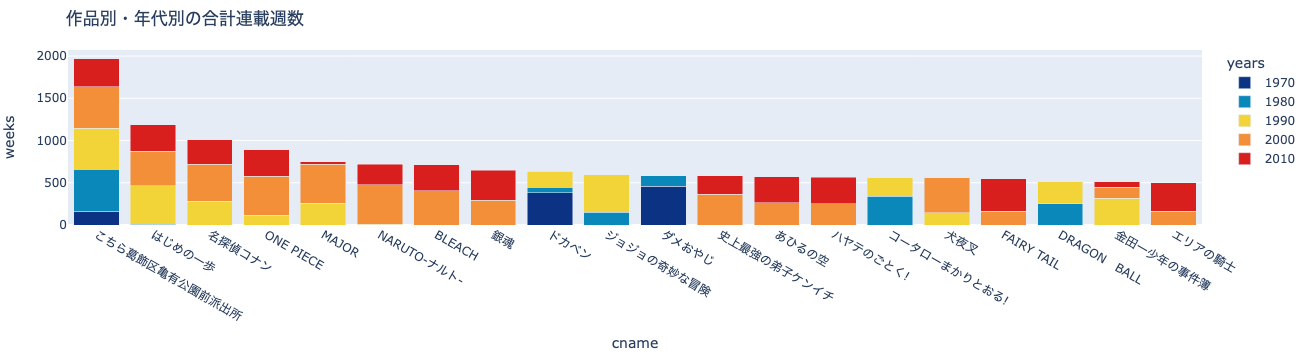 作品別・年代別の合計連載週数
weeks
2000
1500
1000
500
0
こちら葛飾区亀有公園前派出所
はじめの一歩
名探偵コナン
ONE PIECE
MAJOR
NARUTO-ナルト-
BLEACH
銀魂
ドカベン
ジョジョの奇妙な冒険
ダメおやじ
史上最強の弟子ケンイチ
あひるの空
ハヤテのごとく!
コータローまかりとおる!
犬夜叉
FAIRY TAIL
DRAGON BALL
金田一少年の事件簿
エリアの騎士
cname
years
1970
1980
1990
2000
2010